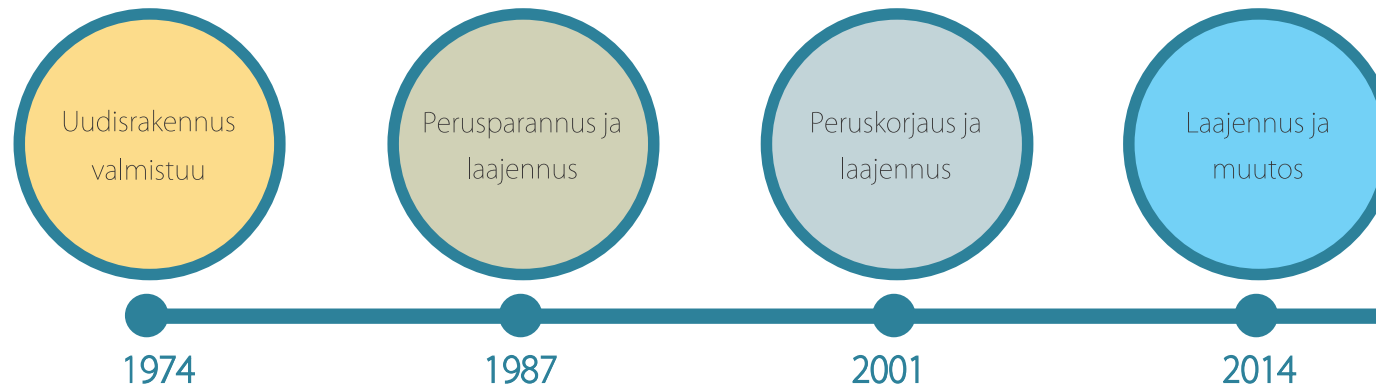 Uudisrakennus
valmistuu
Perusparannus ja
laajennus
Peruskorjaus ja
laajennus
Laajennus ja
muutos
1974
1987
2001
2014